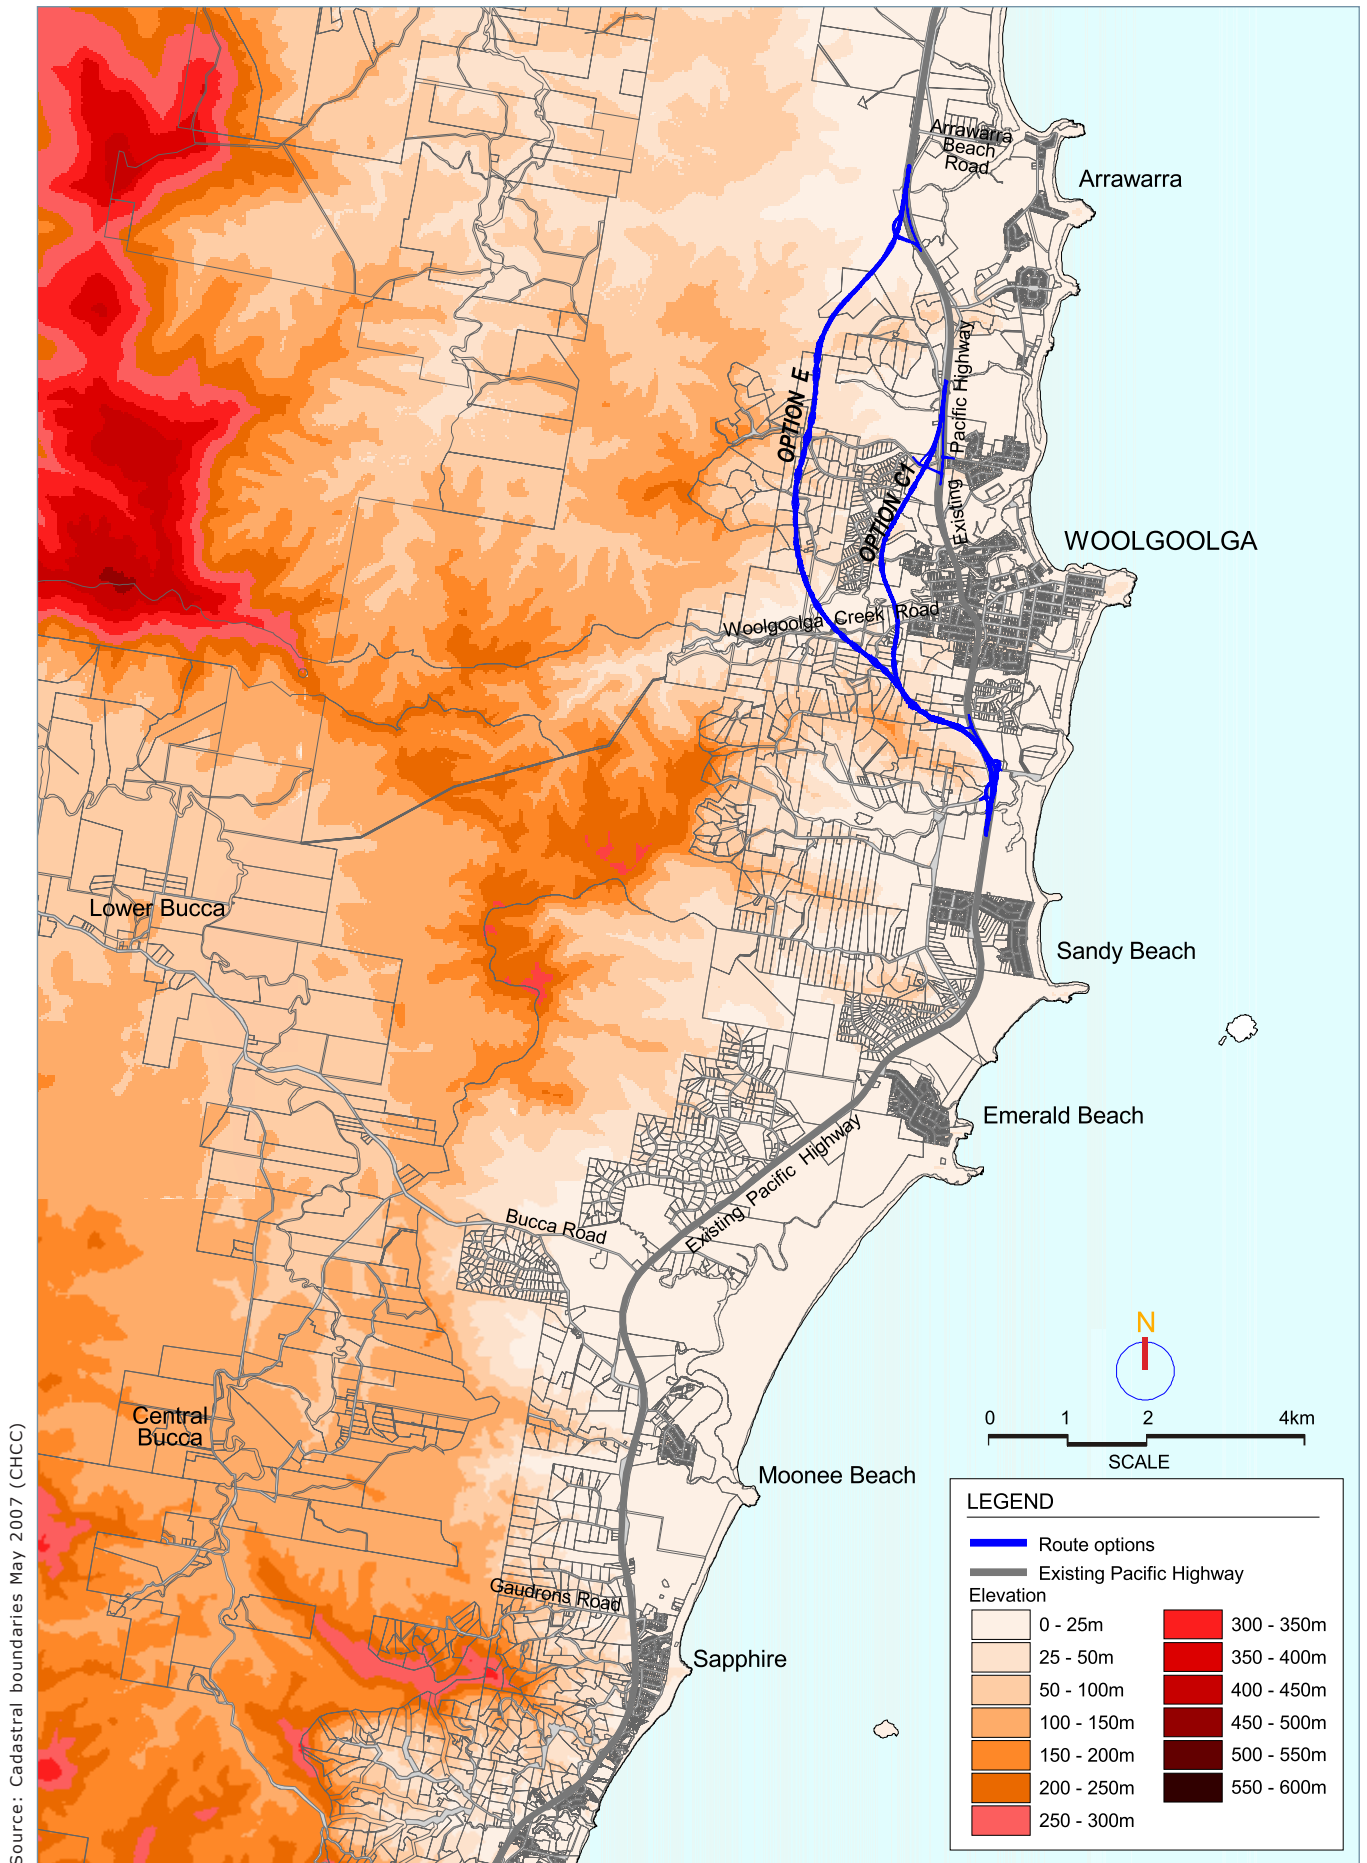 Arrawarra
Beach
Road
Arrawarra
Existing Pacific Highway
OPTION E
OPTION C1
WOOLGOOLGA
Woolgoolga Creek Road
Lower Bucca
Sandy Beach
Emerald Beach
Existing Pacific Highway
Bucca Road
N
Central
Bucca
0 1 2 4km
SCALE
Moonee Beach
Gaudrons Road
Sapphire
LEGEND
Route options
Existing Pacific Highway
Elevation
0 - 25m
25 - 50m
50 - 100m
100 - 150m
150 - 200m
200 - 250m
250 - 300m
300 - 350m
350 - 400m
400 - 450m
450 - 500m
500 - 550m
550 - 600m
Source: Cadastral boundaries May 2007 (CHCC)